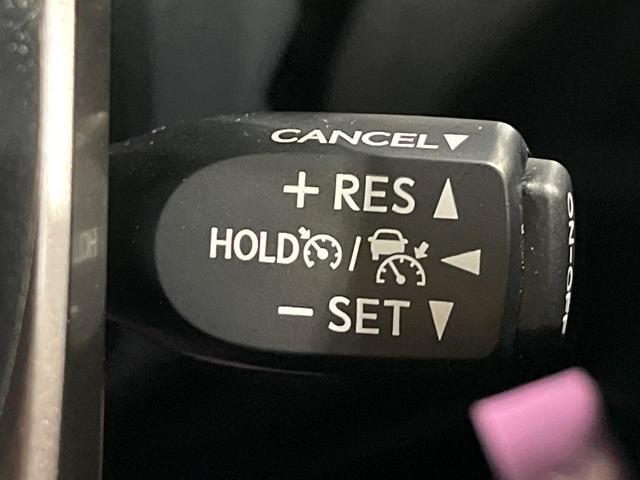 CANCEL▼
+ RES ▲
HOLD / ◀
− SET ▼
ON-OFF